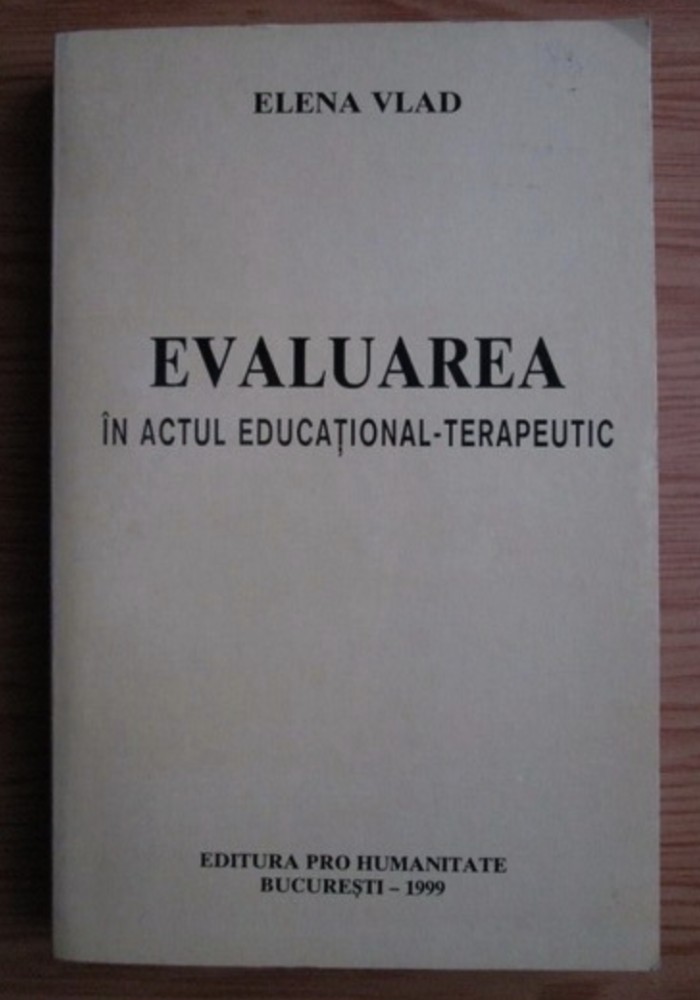 ELENA VLAD
EVALUAREA
ÎN ACTUL EDUCAȚIONAL-TERAPEUTIC
EDITURA PRO HUMANITATE
BUCUREȘTI – 1999